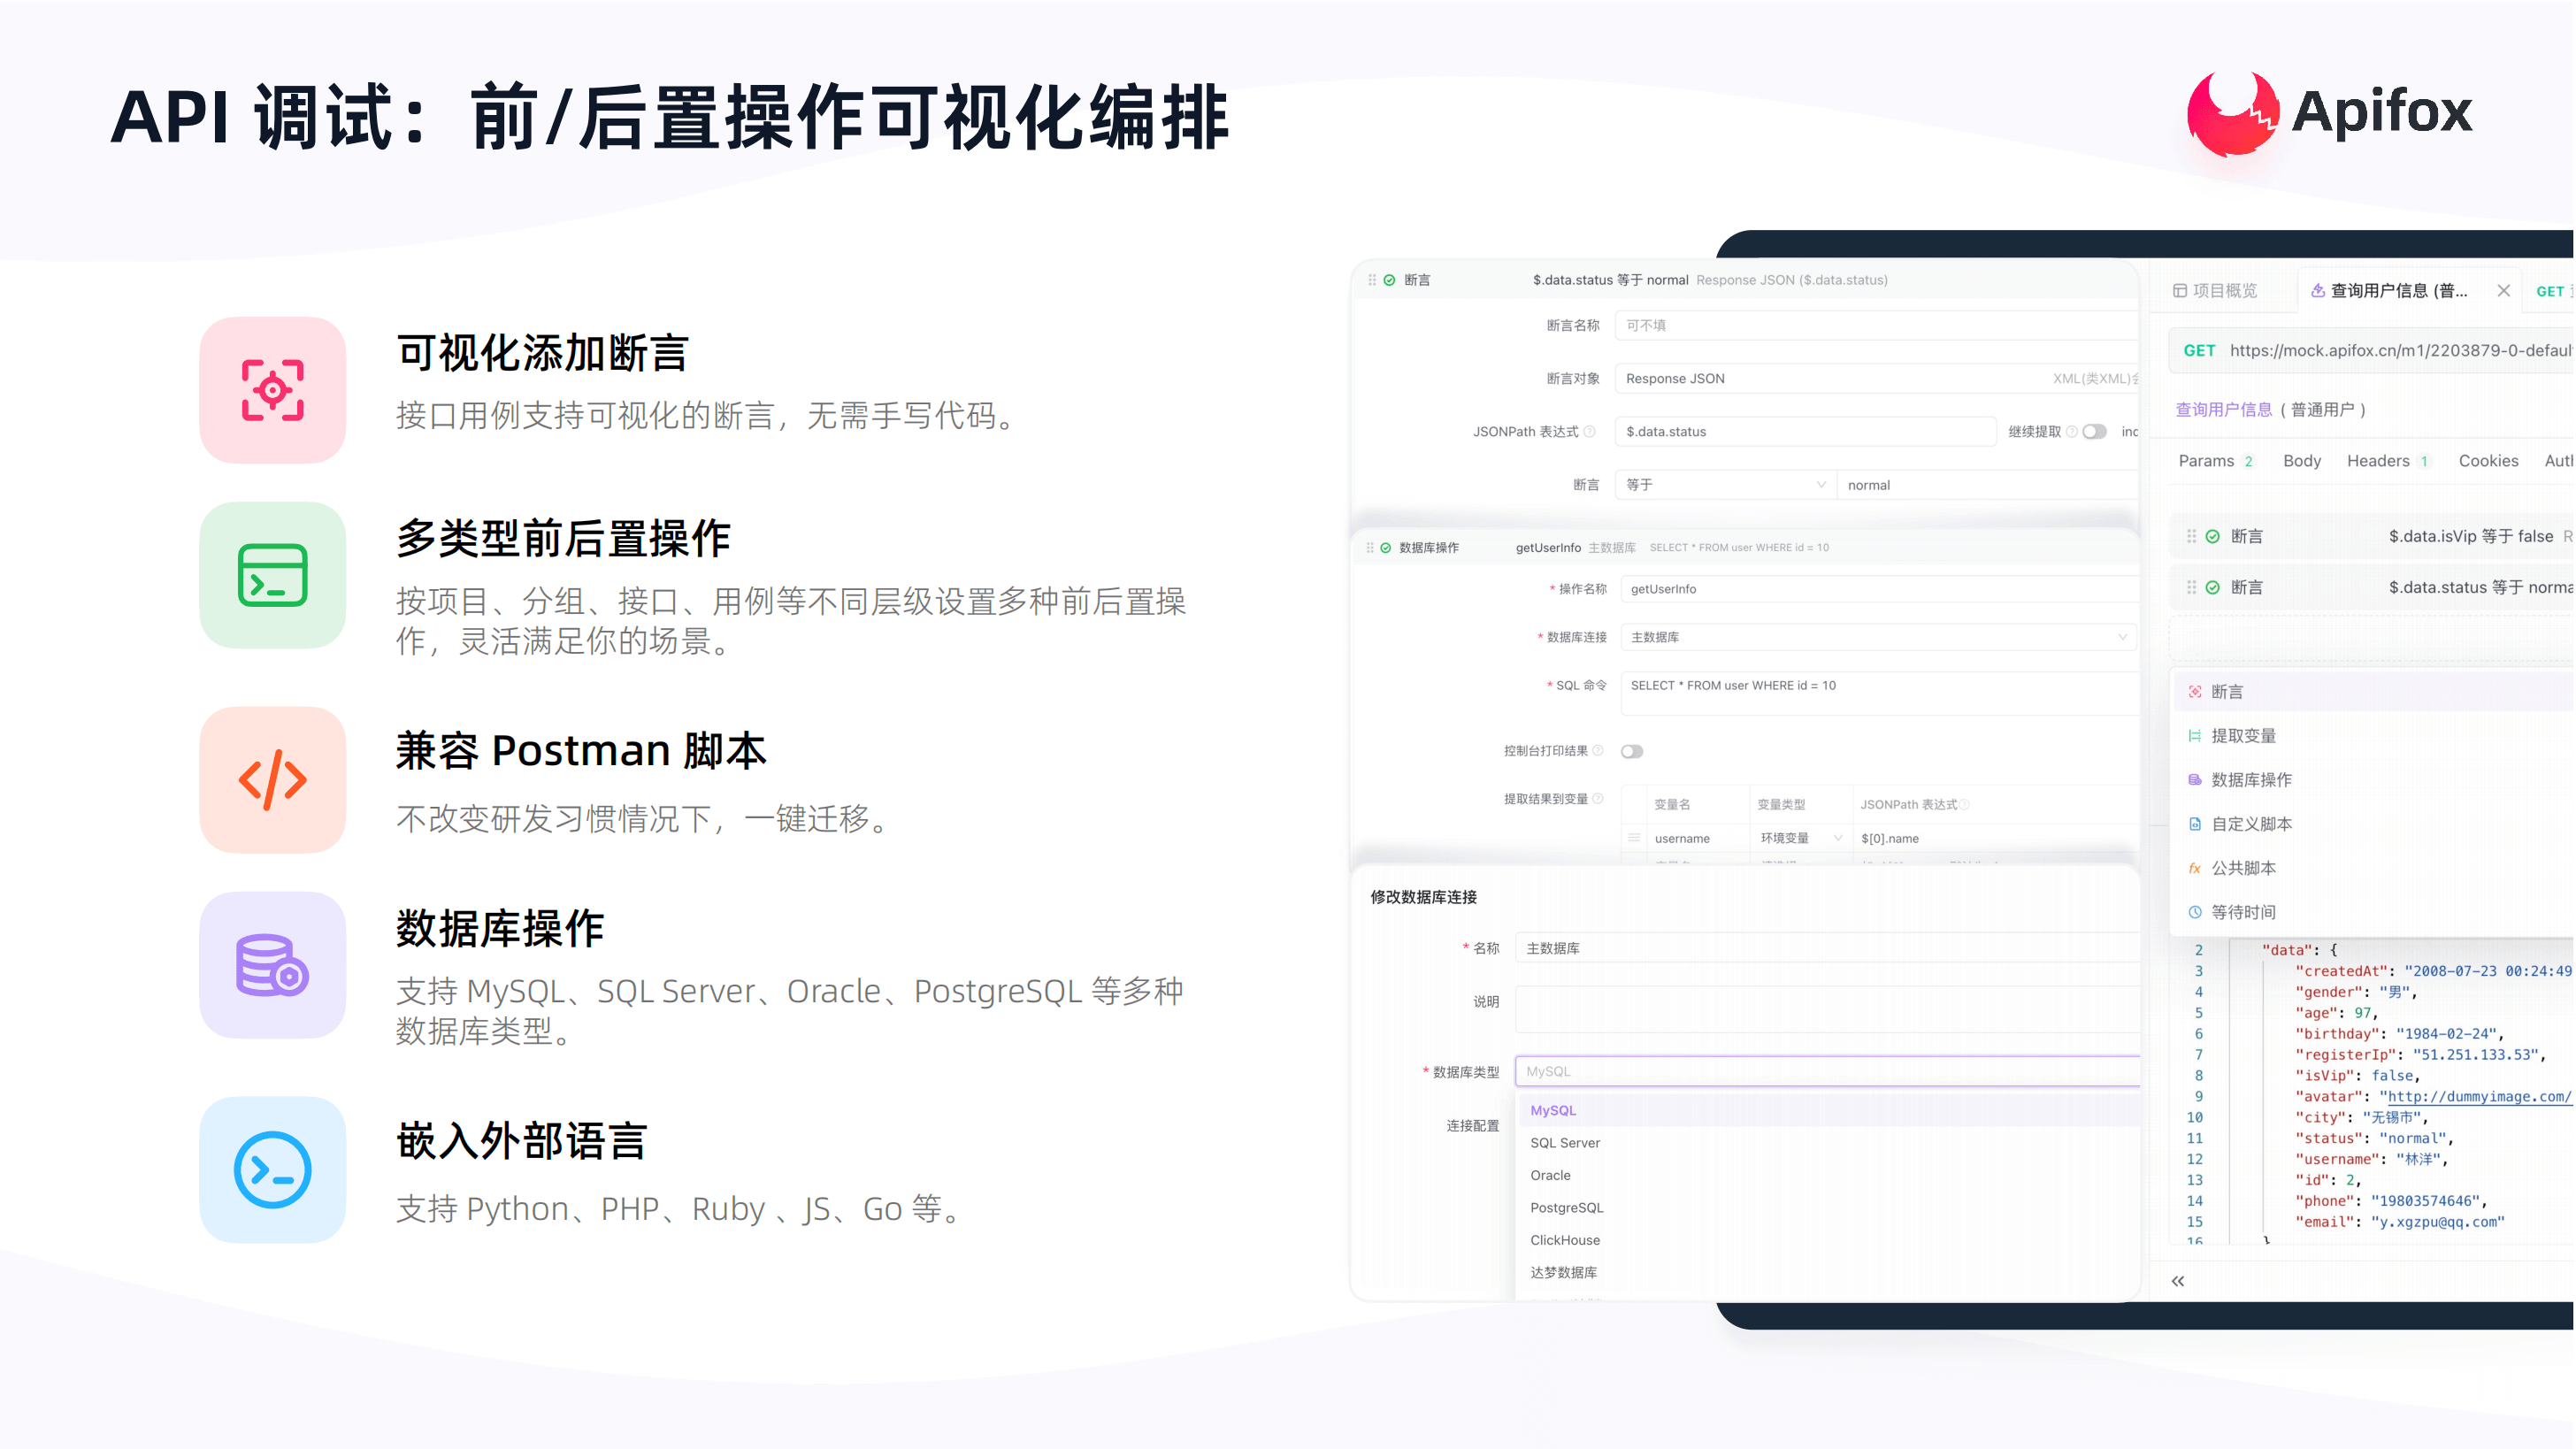 API 调试：前/后置操作可视化编排
Apifox
可视化添加断言
接口用例支持可视化的断言，无需手写代码。
多类型前后置操作
按项目、分组、接口、用例等不同层级设置多种前后置操
作，灵活满足你的场景。
兼容 Postman 脚本
不改变研发习惯情况下，一键迁移。
数据库操作
支持 MySQL、SQL Server、Oracle、PostgreSQL 等多种
数据库类型。
嵌入外部语言
支持 Python、PHP、Ruby 、JS、Go 等。
断言 $.data.status 等于 normal Response JSON ($.data.status)
断言名称 可不填
断言对象 Response JSON XML(类XML)
JSONPath 表达式 $.data.status 继续提取
断言 等于 normal
数据库操作 getUserInfo 主数据库 SELECT * FROM user WHERE id = 10
* 操作名称 getUserInfo
* 数据库连接 主数据库
* SQL 命令 SELECT * FROM user WHERE id = 10
控制台打印结果
提取结果到变量 变量名 变量类型 JSONPath 表达式
username 环境变量 $[0].name
修改数据库连接
* 名称 主数据库
说明
* 数据库类型 MySQL
MySQL
连接配置
SQL Server
Oracle
PostgreSQL
ClickHouse
达梦数据库
项目概览 查询用户信息 (普... GET
GET https://mock.apifox.cn/m1/2203879-0-defaul
查询用户信息 ( 普通用户 )
Params 2 Body Headers 1 Cookies Aut
断言 $.data.isVip 等于 false R
断言 $.data.status 等于 norma
断言
提取变量
数据库操作
自定义脚本
fx 公共脚本
等待时间
2 "data": {
3 "createdAt": "2008-07-23 00:24:49
4 "gender": "男",
5 "age": 97,
6 "birthday": "1984-02-24",
7 "registerIp": "51.251.133.53",
8 "isVip": false,
9 "avatar": "http://dummyimage.com/
10 "city": "无锡市",
11 "status": "normal",
12 "username": "林洋",
13 "id": 2,
14 "phone": "19803574646",
15 "email": "y.xgzpu@qq.com"
16 }